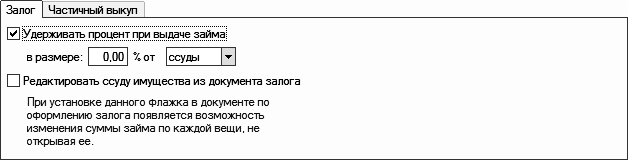 Залог Частичный выкуп
Удерживать процент при выдаче займа
в размере: 0,00 % от ссуды
Редактировать ссуду имущества из документа залога
При установке данного флажка в документе по
оформлению залога появляется возможность
изменения суммы займа по каждой вещи, не
открывая ее.